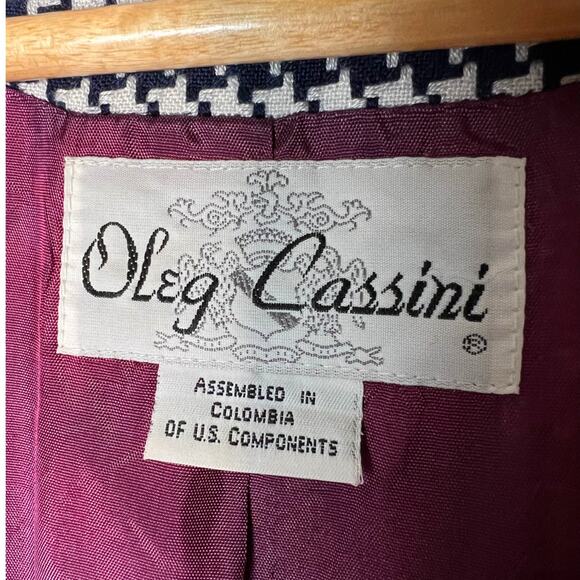 Oleg Cassini
®
ASSEMBLED IN
COLOMBIA
OF U.S. COMPONENTS